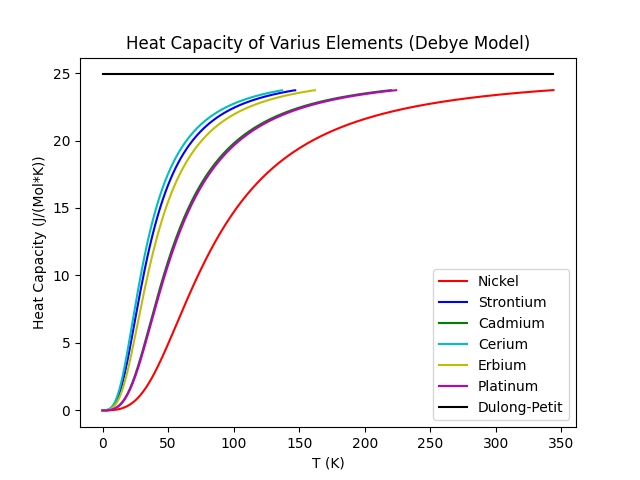 Heat Capacity of Varius Elements (Debye Model)
Heat Capacity (J/(Mol*K))
25
20
15
10
5
0
0 50 100 150 200 250 300 350
T (K)
Nickel
Strontium
Cadmium
Cerium
Erbium
Platinum
Dulong-Petit